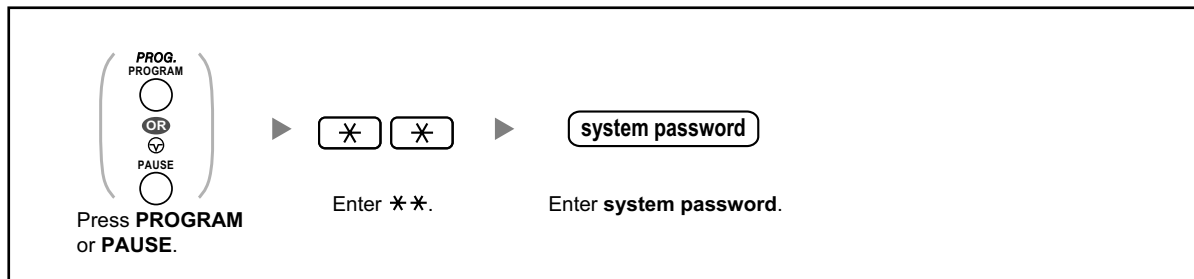 PROG.
PROGRAM
OR
PAUSE
Press PROGRAM
or PAUSE.
* *
Enter **.
system password
Enter system password.